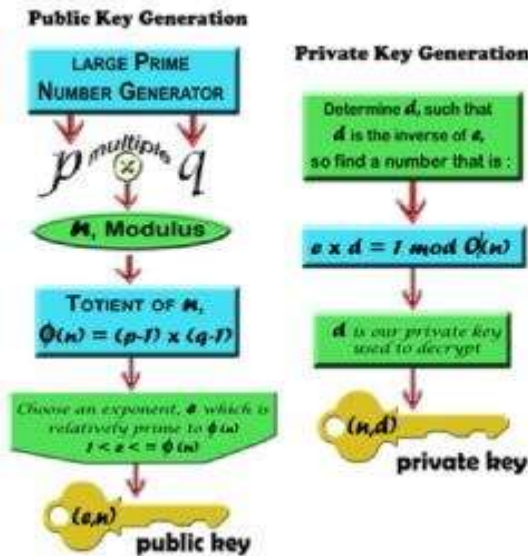 Public Key Generation
LARGE PRIME
NUMBER GENERATOR
p multiple q
x
n, Modulus
TOTIENT OF n,
Φ(n) = (p-1) x (q-1)
Choose an exponent, e which is
relatively prime to Φ(n)
1 < e < = Φ(n)
(e,n)
public key
Private Key Generation
Determine d, such that
d is the inverse of e,
so find a number that is :
e x d = 1 mod Φ(n)
d is our private key
used to decrypt
(n,d)
private key